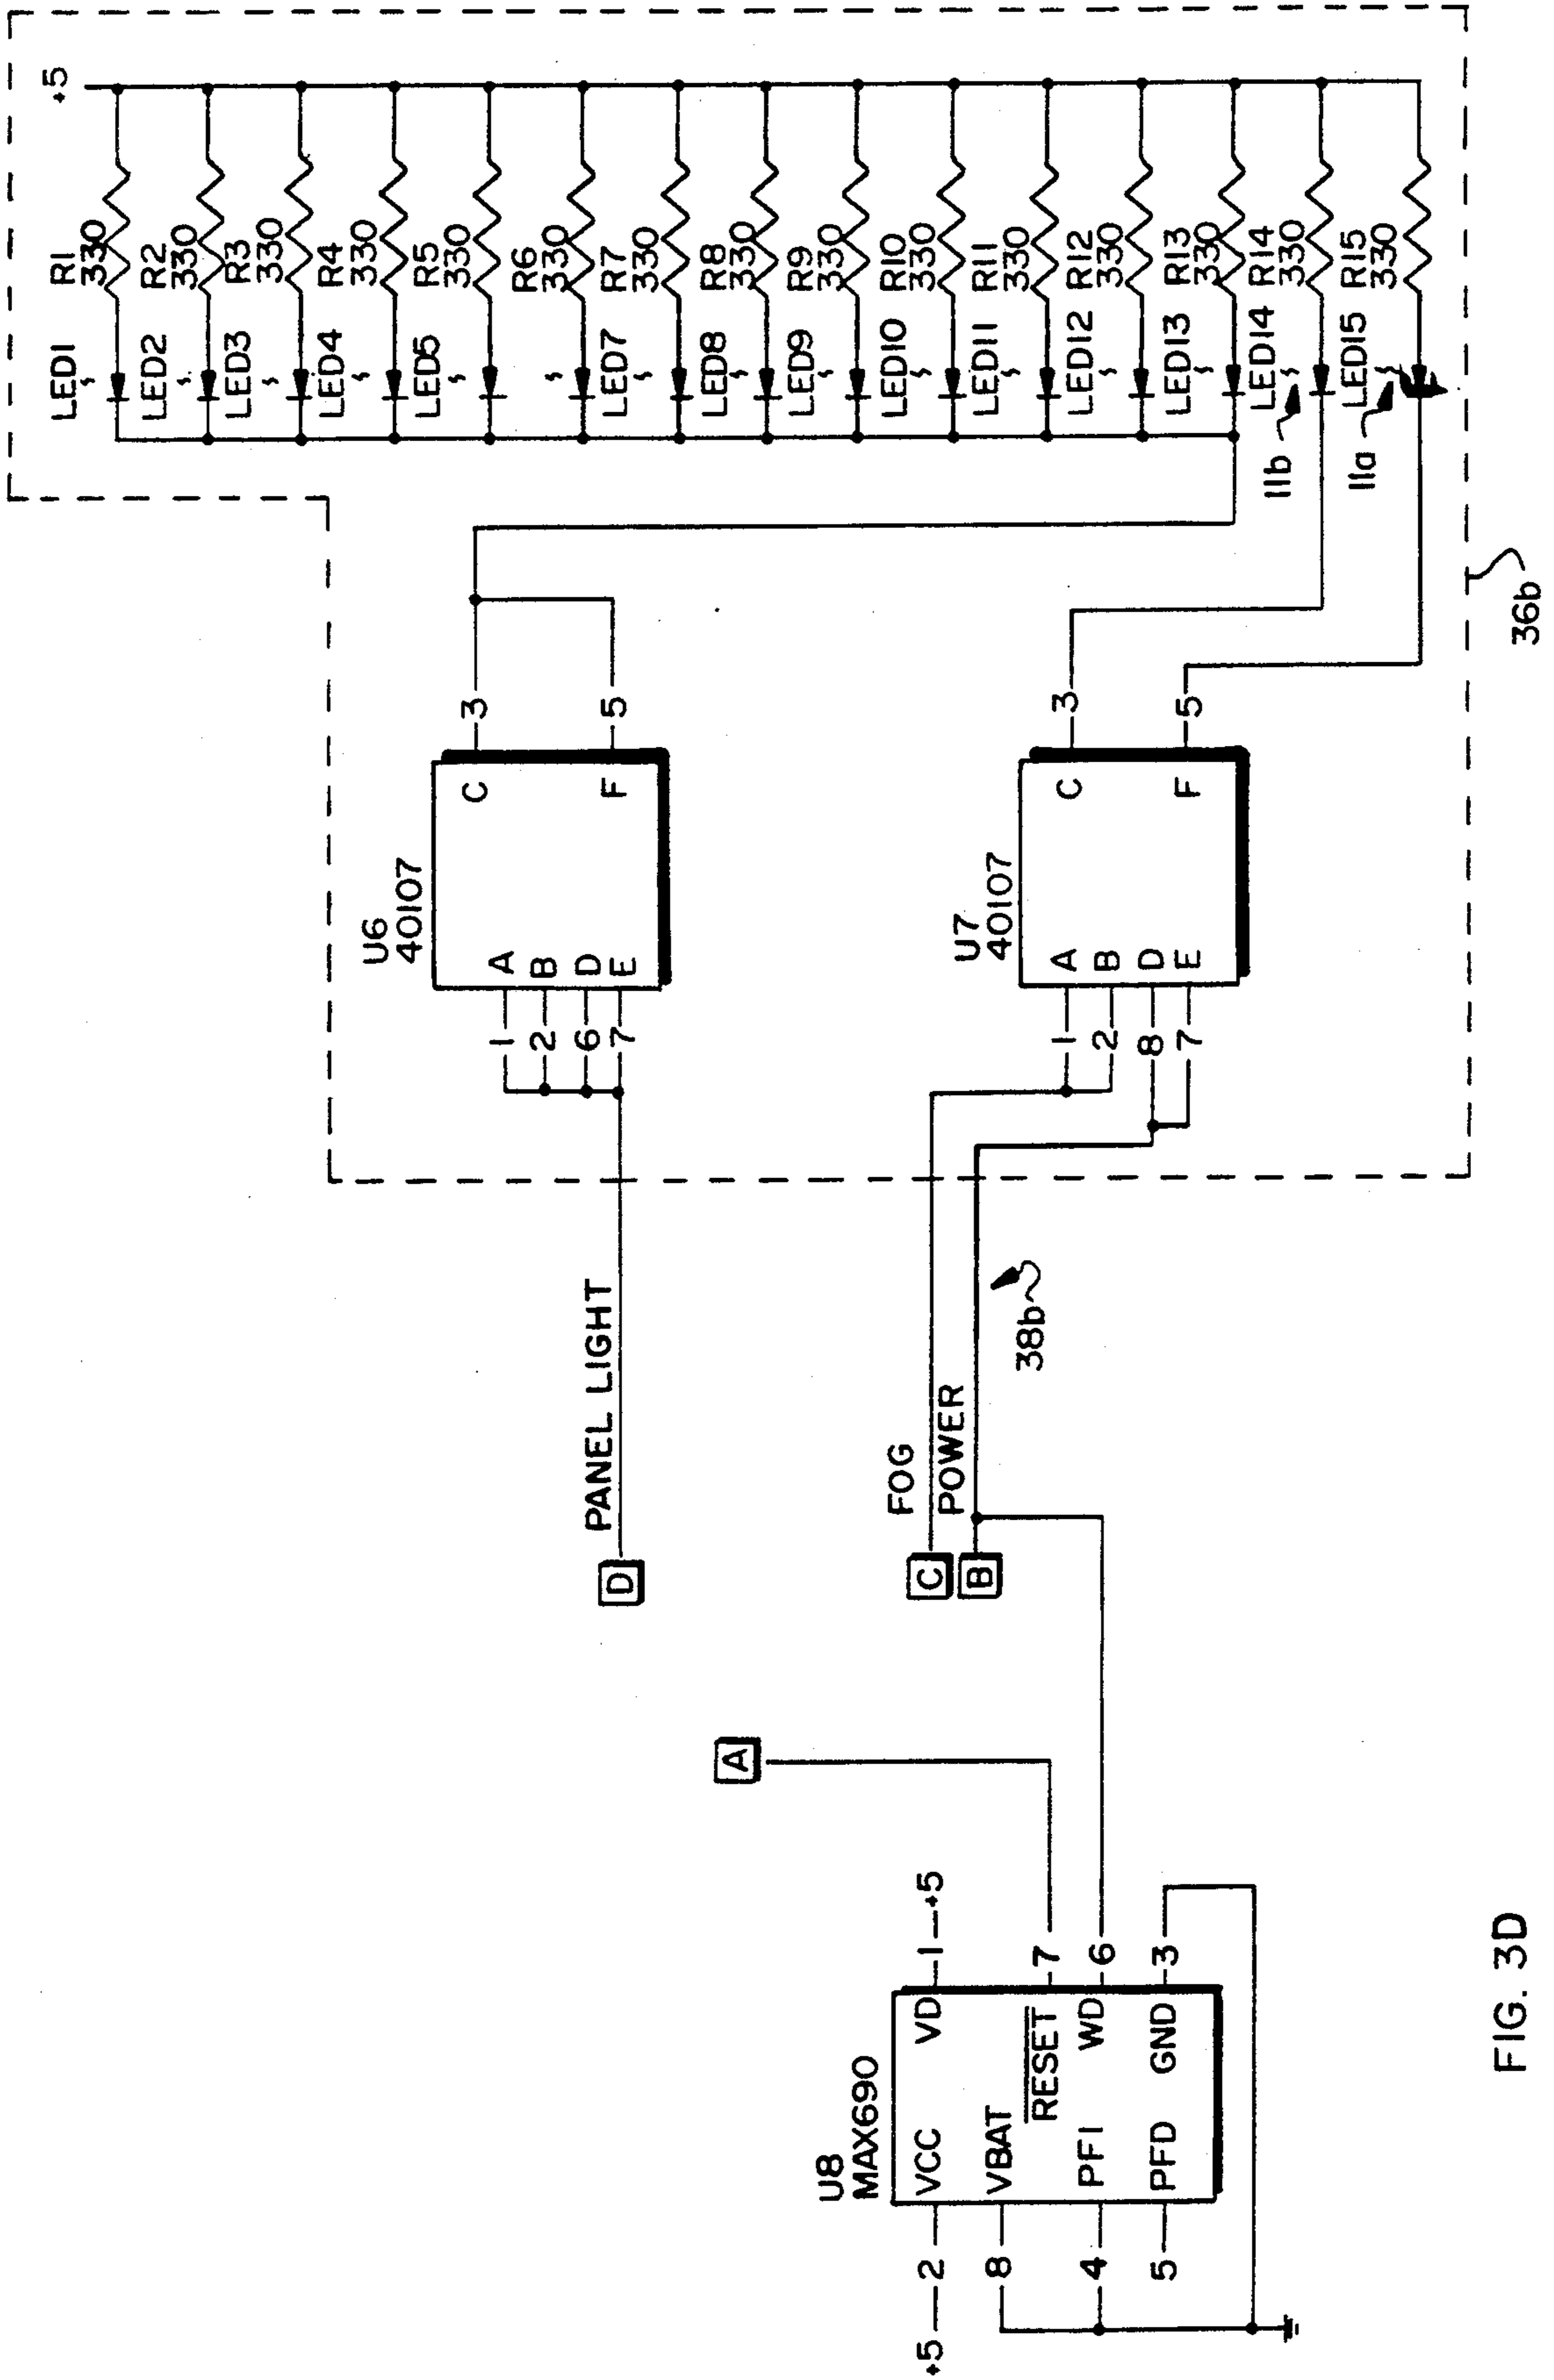 +5
R1
330
R2
330
R3
330
R4
330
R5
330
R6
330
R7
330
R8
330
R9
330
R10
330
R11
330
R12
330
R13
330
R14
330
R15
330
LED1
LED2
LED3
LED4
LED5
LED7
LED8
LED9
LED10
LED11
LED12
LED13
LED14
LED15
11b
11a
36b
U6
40107
A
B
D
E
C
F
1
2
6
7
3
5
U7
40107
A
B
D
E
C
F
1
2
8
7
3
5
PANEL LIGHT
D
FOG
C
POWER
B
38b
A
U8
MAX690
VCC
VD
VBAT
RESET
PFI
WD
PFD
GND
+5
2
8
4
5
1
+5
7
6
3
FIG. 3D